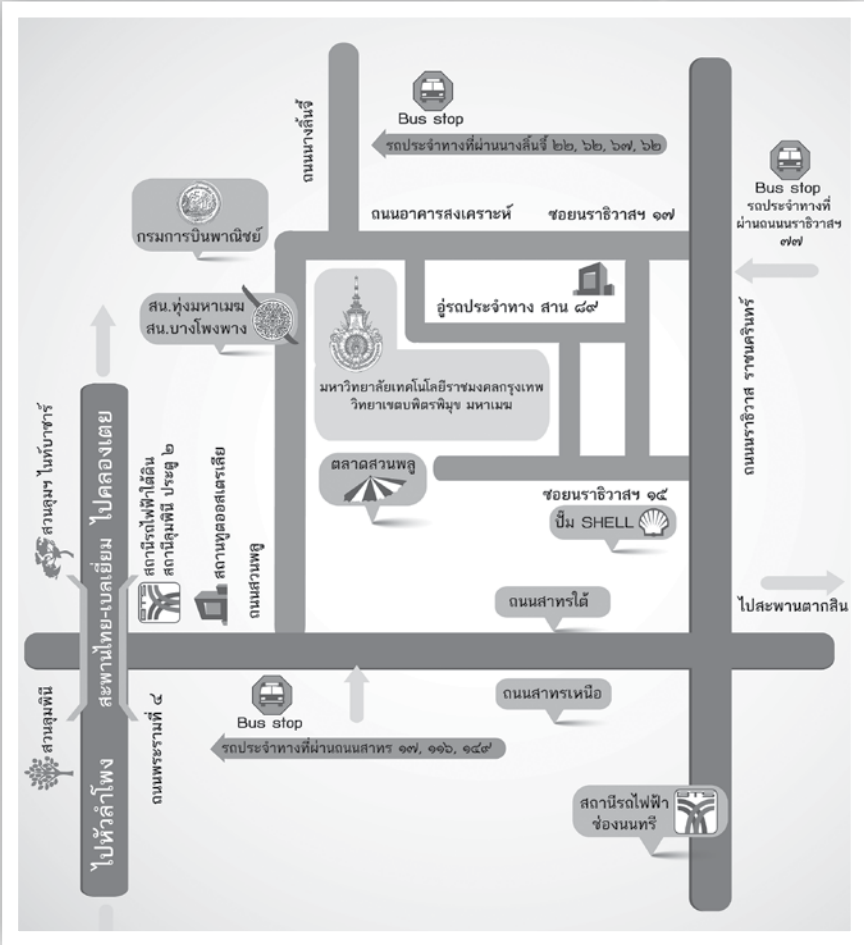 Bus stop
รถประจำทางที่ผ่านนางลิ้นจี่ ๒๒, ๖๒, ๖๗, ๖๒
ถนนนางลิ้นจี่
Bus stop
รถประจำทางที่
ผ่านถนนนราธิวาสฯ
๗๗
กรมการบินพาณิชย์
ถนนอาคารสงเคราะห์
ซอยนราธิวาสฯ ๑๗
สน.ทุ่งมหาเมฆ
สน.บางโพงพาง
อู่รถประจำทาง สาน ๘๙
มหาวิทยาลัยเทคโนโลยีราชมงคลกรุงเทพ
วิทยาเขตบพิตรพิมุข มหาเมฆ
ถนนนราธิวาส ราชนครินทร์
ตลาดสวนพลู
ซอยนราธิวาสฯ ๑๕
ปั๊ม SHELL
สวนลุมฯ ไนท์บาซาร์
ไปคลองเตย
สถานีรถไฟฟ้าใต้ดิน
สถานีลุมพินี ประตู ๒
BTS
สถานทูตออสเตรเลีย
ถนนสวนพลู
ถนนสาทรใต้
ไปสะพานตากสิน
สะพานไทย-เบลเยี่ยม
สวนลุมพินี
ถนนพระรามที่ ๔
Bus stop
รถประจำทางที่ผ่านถนนสาทร ๑๗, ๑๑๖, ๑๔๙
ถนนสาทรเหนือ
ไปหัวลำโพง
สถานีรถไฟฟ้า
ช่องนนทรี